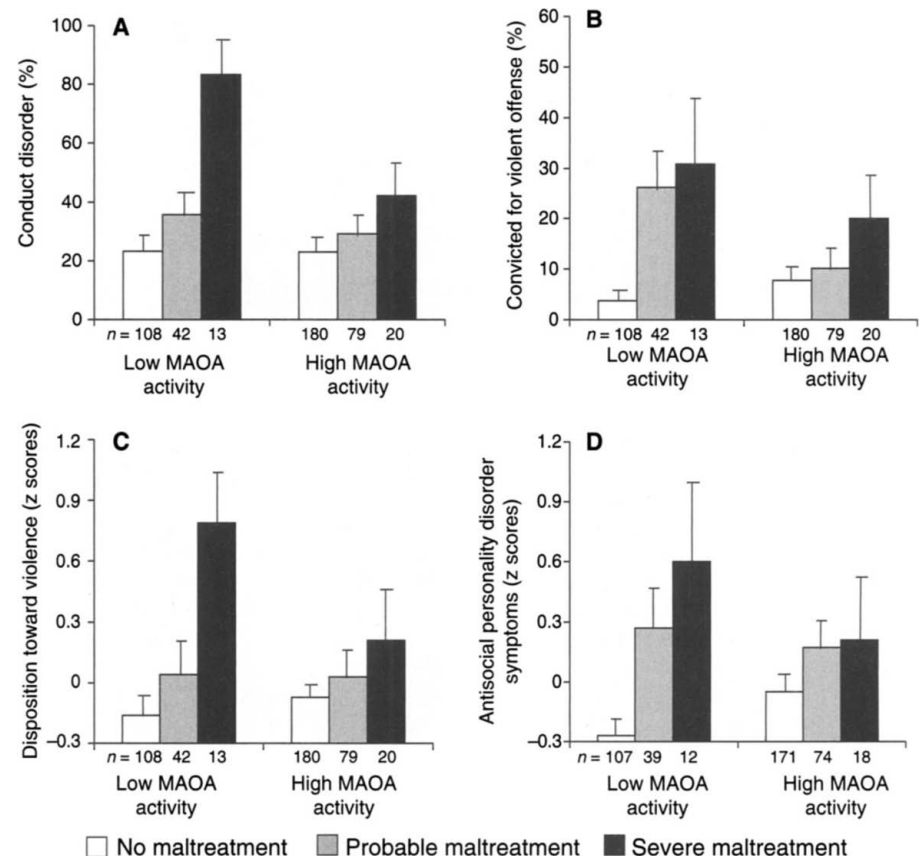 A
Conduct disorder (%)
100
80
60
40
20
0
n = 108 42 13 180 79 20
Low MAOA High MAOA
activity activity
B
Convicted for violent offense (%)
60
50
40
30
20
10
0
n = 108 42 13 180 79 20
Low MAOA High MAOA
activity activity
C
Disposition toward violence (z scores)
1.2
0.9
0.6
0.3
0
–0.3
n = 108 42 13 180 79 20
Low MAOA High MAOA
activity activity
D
Antisocial personality disorder
symptoms (z scores)
1.2
0.9
0.6
0.3
0
–0.3
n = 107 39 12 171 74 18
Low MAOA High MAOA
activity activity
No maltreatment Probable maltreatment Severe maltreatment